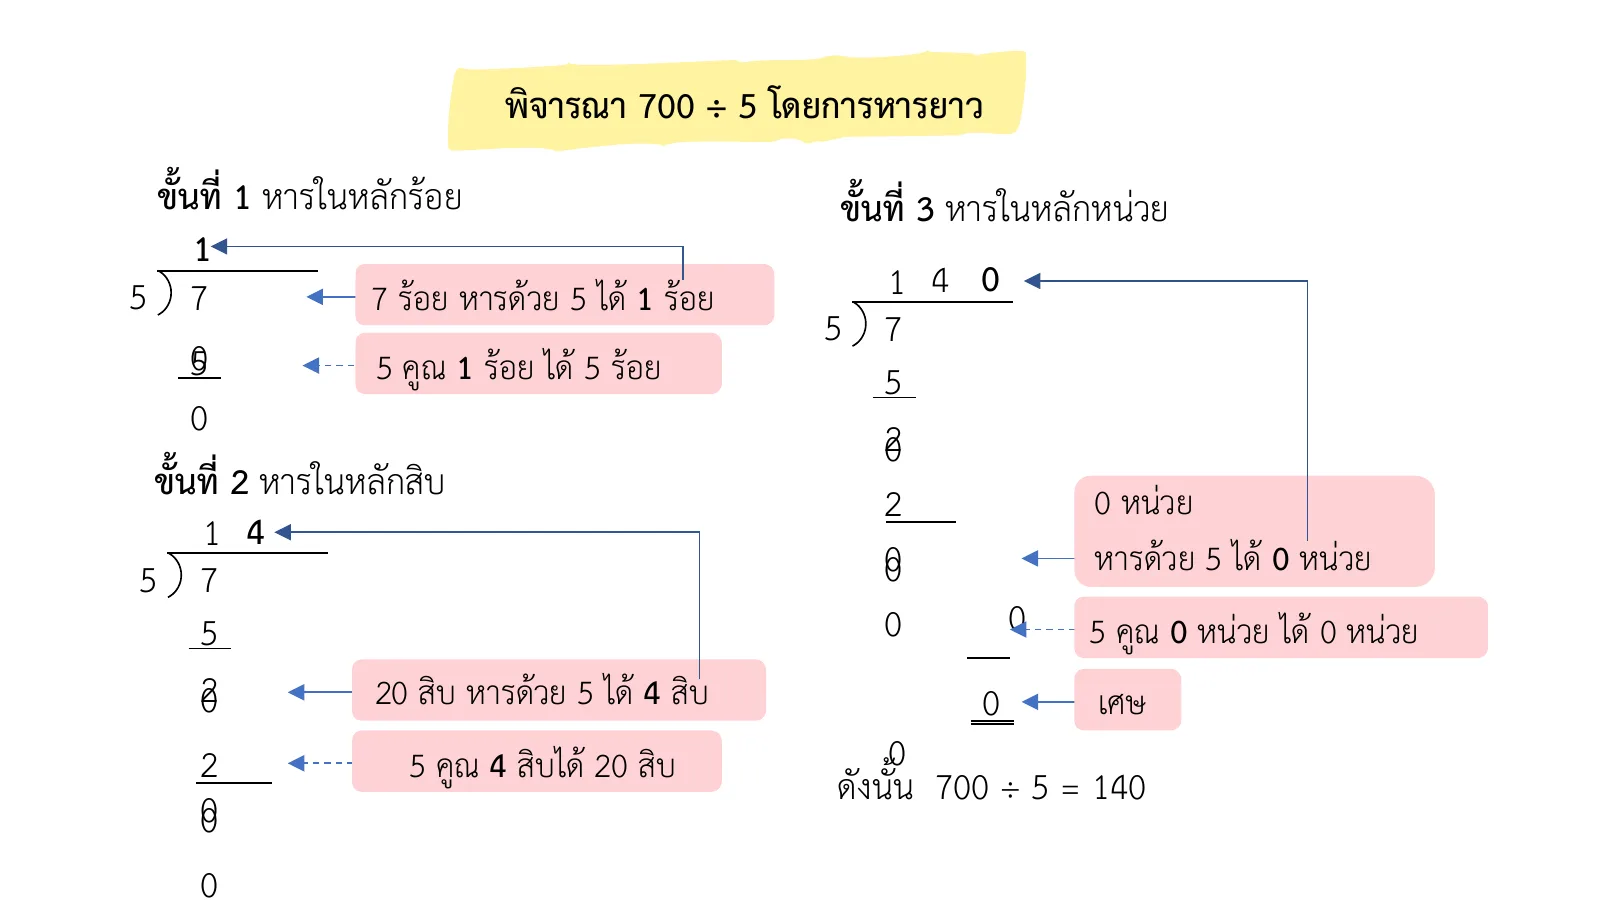 พิจารณา 700 ÷ 5 โดยการหารยาว
ขั้นที่ 1 หารในหลักร้อย
1
5 ) 7
7 ร้อย หารด้วย 5 ได้ 1 ร้อย
0
5
5 คูณ 1 ร้อย ได้ 5 ร้อย
0
ขั้นที่ 2 หารในหลักสิบ
1 4
5 ) 7
5
2
0
20 สิบ หารด้วย 5 ได้ 4 สิบ
2
5 คูณ 4 สิบได้ 20 สิบ
0
0
0
ขั้นที่ 3 หารในหลักหน่วย
1 4 0
5 ) 7
5
2
0
2
0 หน่วย
0
0
หารด้วย 5 ได้ 0 หน่วย
0 0
5 คูณ 0 หน่วย ได้ 0 หน่วย
0
เศษ
0
ดังนั้น 700 ÷ 5 = 140